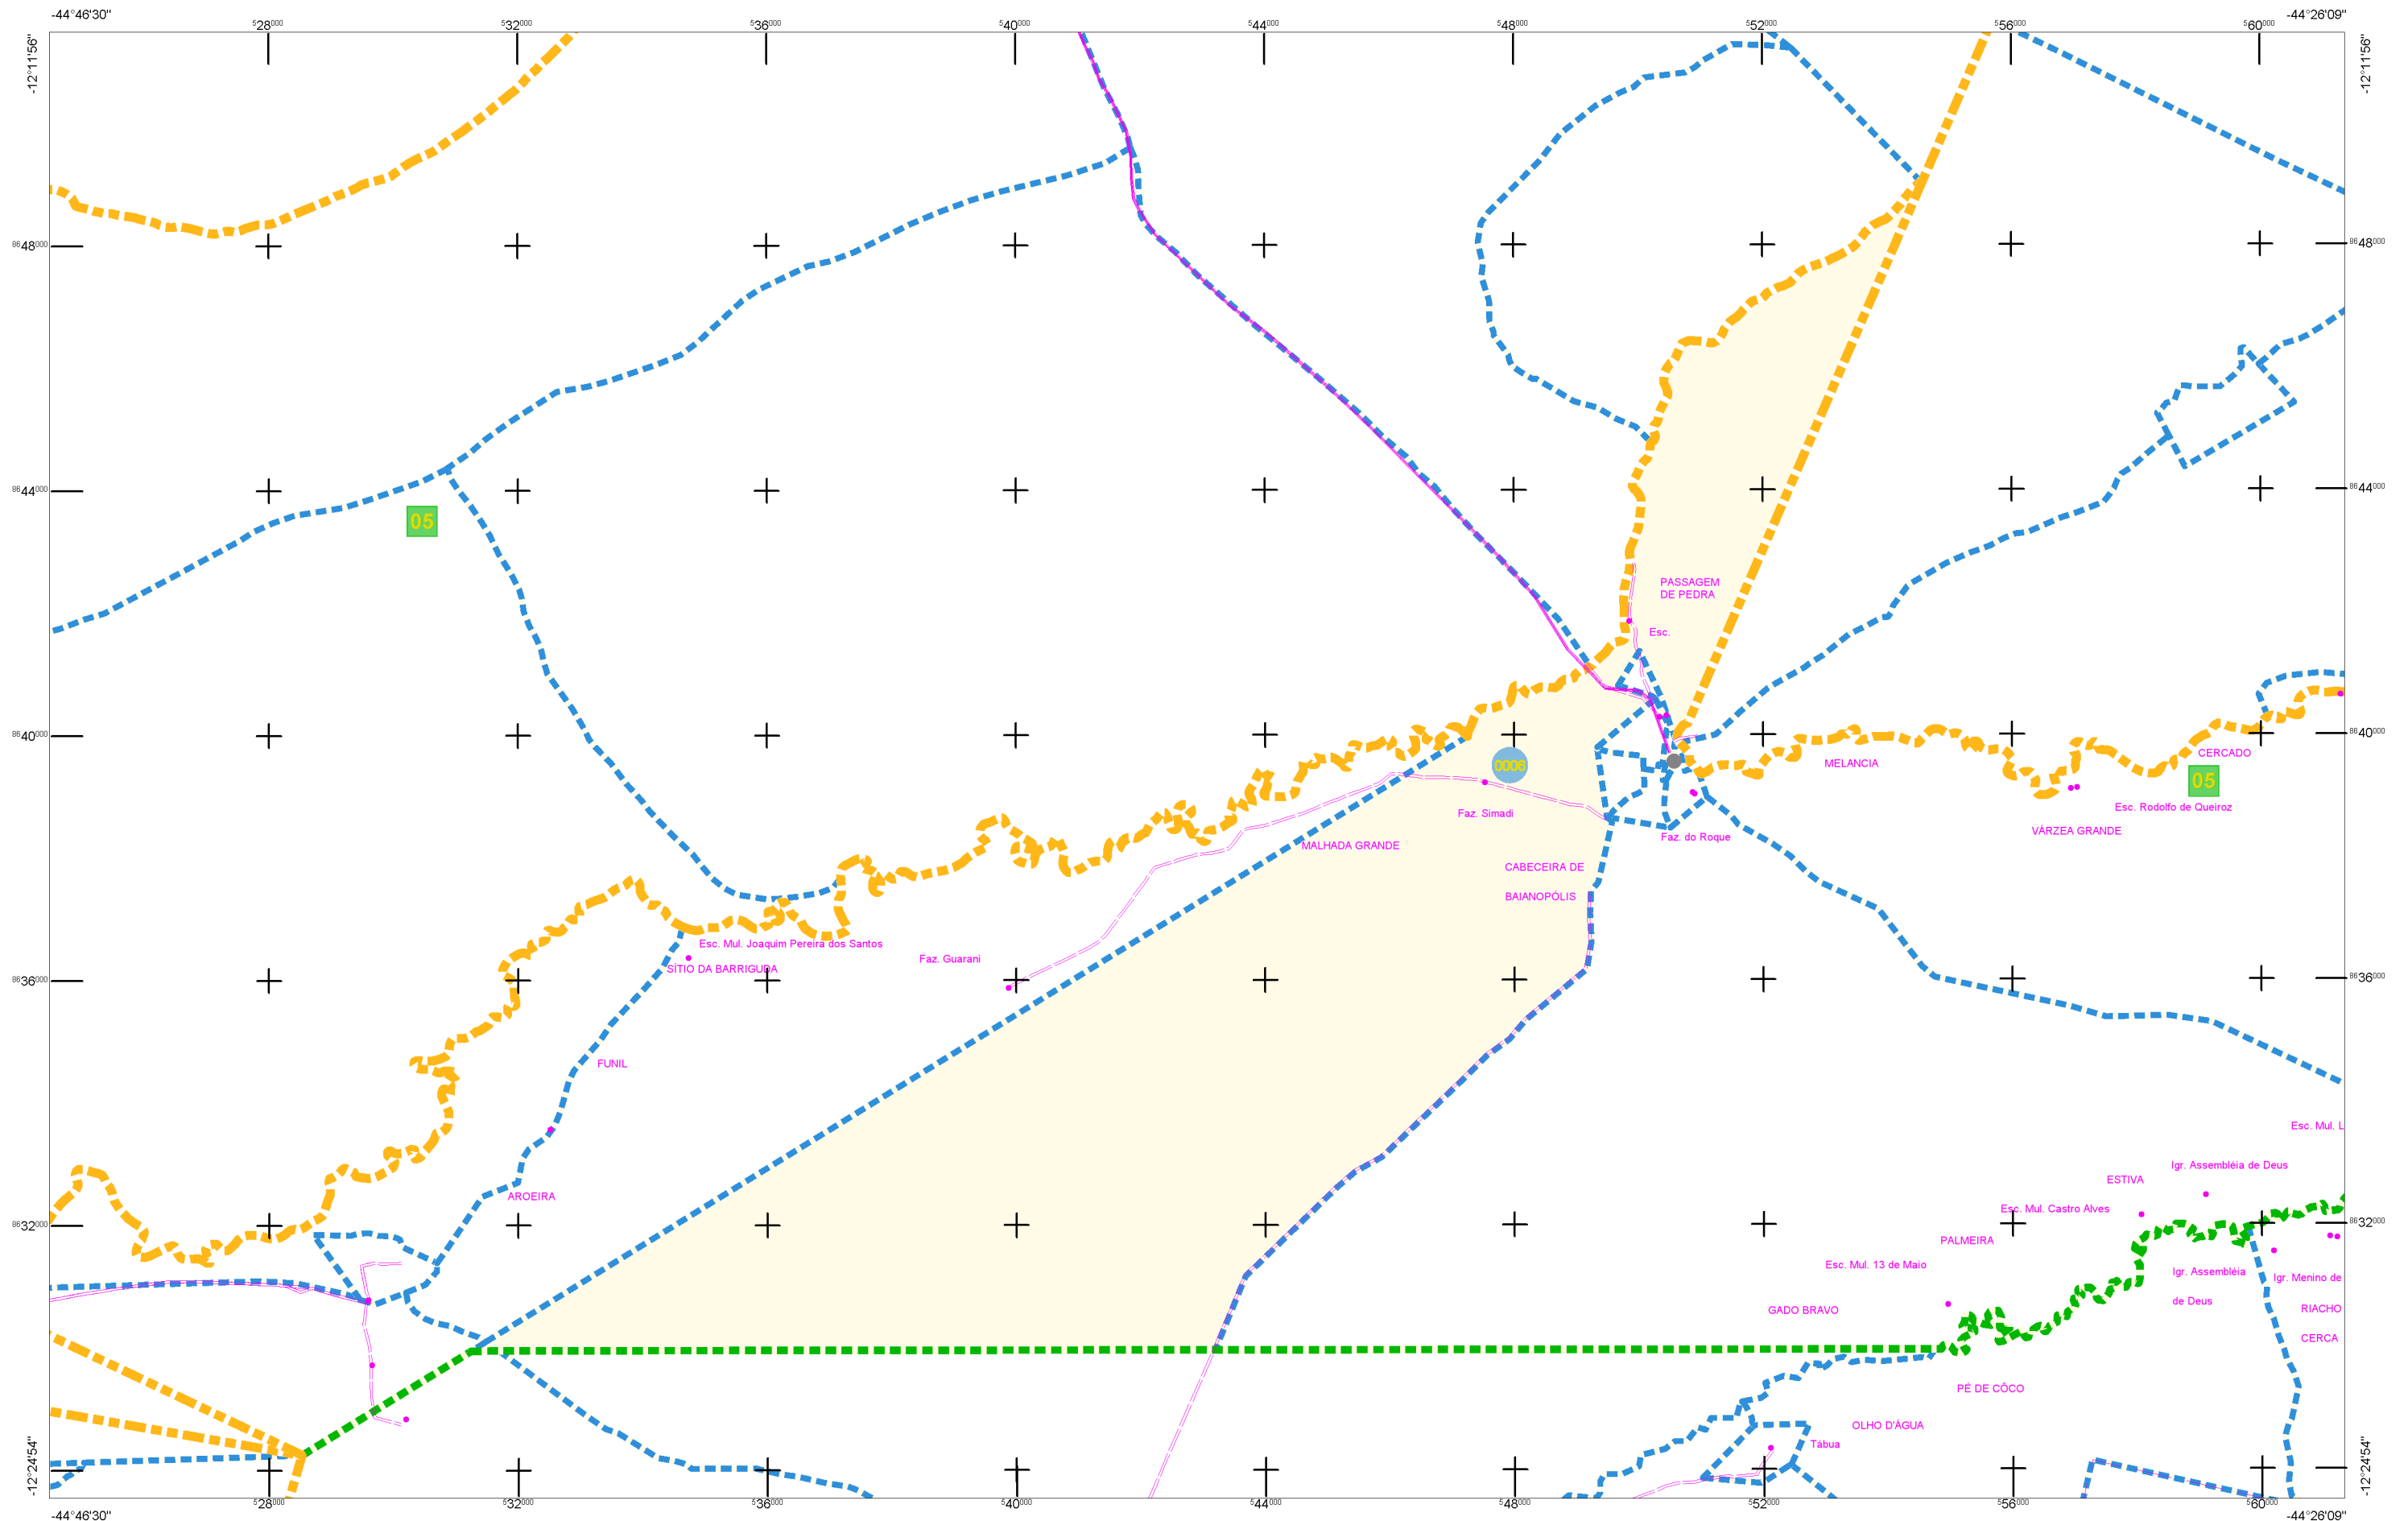 -44°46'30"
-44°26'09"
528000
532000
536000
540000
544000
548000
552000
556000
560000
-12°11'56"
-12°11'56"
8648000
8648000
8644000
8644000
05
PASSAGEM
DE PEDRA
Esc.
8640000
8640000
CERCADO
MELANCIA
0006
05
Esc. Rodolfo de Queiroz
Faz. Simadi
VÁRZEA GRANDE
Faz. do Roque
MALHADA GRANDE
CABECEIRA DE
BAIANOPÓLIS
Esc. Mul. Joaquim Pereira dos Santos
Faz. Guarani
SÍTIO DA BARRIGUDA
8636000
8636000
FUNIL
Esc. Mul. L
Igr. Assembléia de Deus
ESTIVA
AROEIRA
Esc. Mul. Castro Alves
8632000
8632000
PALMEIRA
Esc. Mul. 13 de Maio
Igr. Assembléia
de Deus
Igr. Menino de
GADO BRAVO
RIACHO
CERCA
PÉ DE CÔCO
OLHO D'ÁGUA
Tábua
-12°24'54"
-12°24'54"
528000
532000
536000
540000
544000
548000
552000
556000
560000
-44°46'30"
-44°26'09"